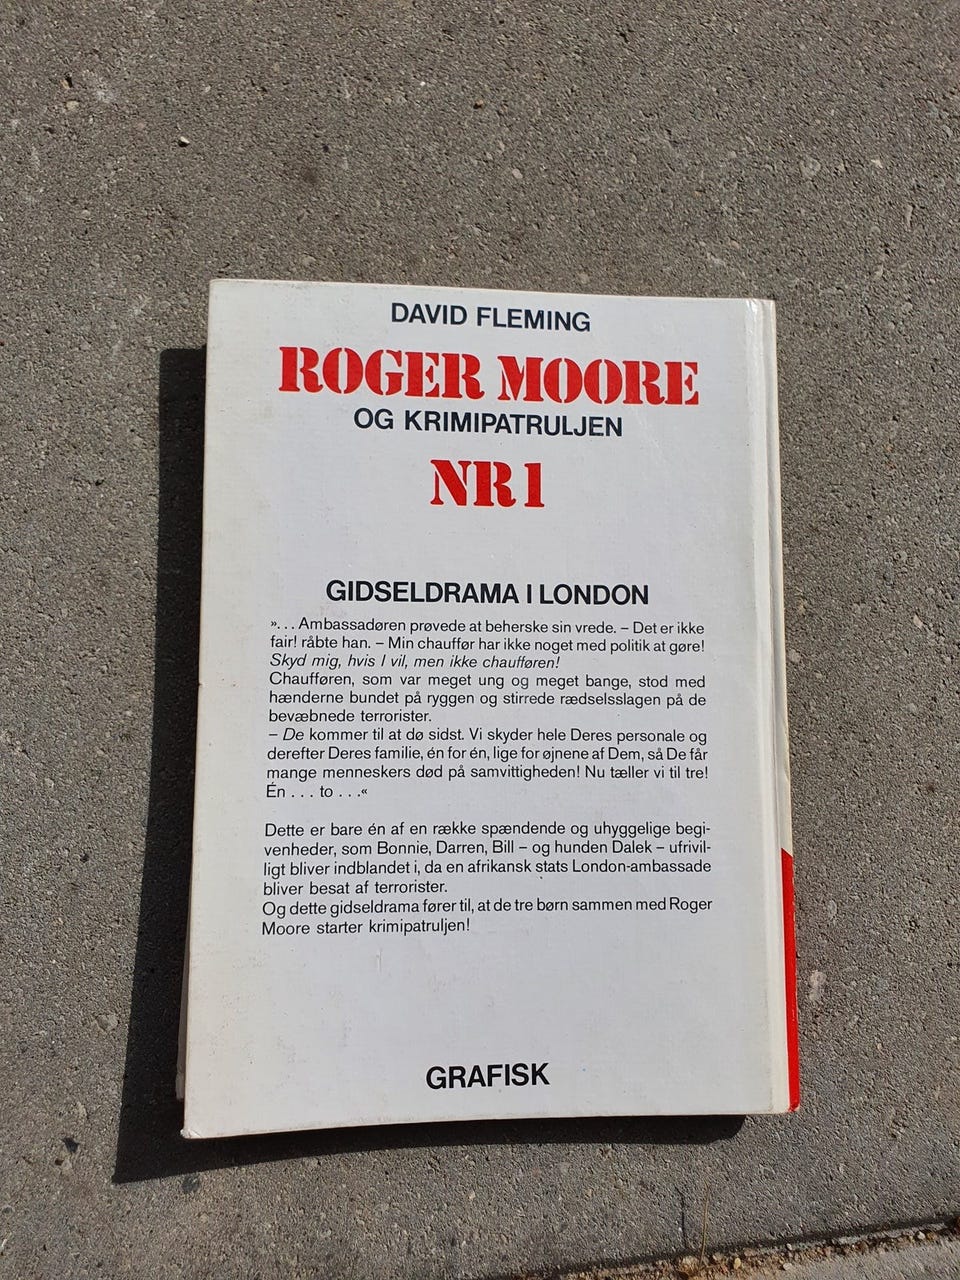 DAVID FLEMING
ROGER MOORE
OG KRIMIPATRULJEN
NR 1
GIDSELDRAMA I LONDON
»... Ambassadøren prøvede at beherske sin vrede. – Det er ikke
fair! råbte han. – Min chauffør har ikke noget med politik at gøre!
Skyd mig, hvis I vil, men ikke chaufføren!
Chaufføren, som var meget ung og meget bange, stod med
hænderne bundet på ryggen og stirrede rædselsslagen på de
bevæbnede terrorister.
– De kommer til at dø sidst. Vi skyder hele Deres personale og
derefter Deres familie, én for én, lige for øjnene af Dem, så De får
mange menneskers død på samvittigheden! Nu tæller vi til tre!
Én . . . to . . .«
Dette er bare én af en række spændende og uhyggelige begi-
venheder, som Bonnie, Darren, Bill – og hunden Dalek – ufrivil-
ligt bliver indblandet i, da en afrikansk stats London-ambassade
bliver besat af terrorister.
Og dette gidseldrama fører til, at de tre børn sammen med Roger
Moore starter krimipatruljen!
GRAFISK